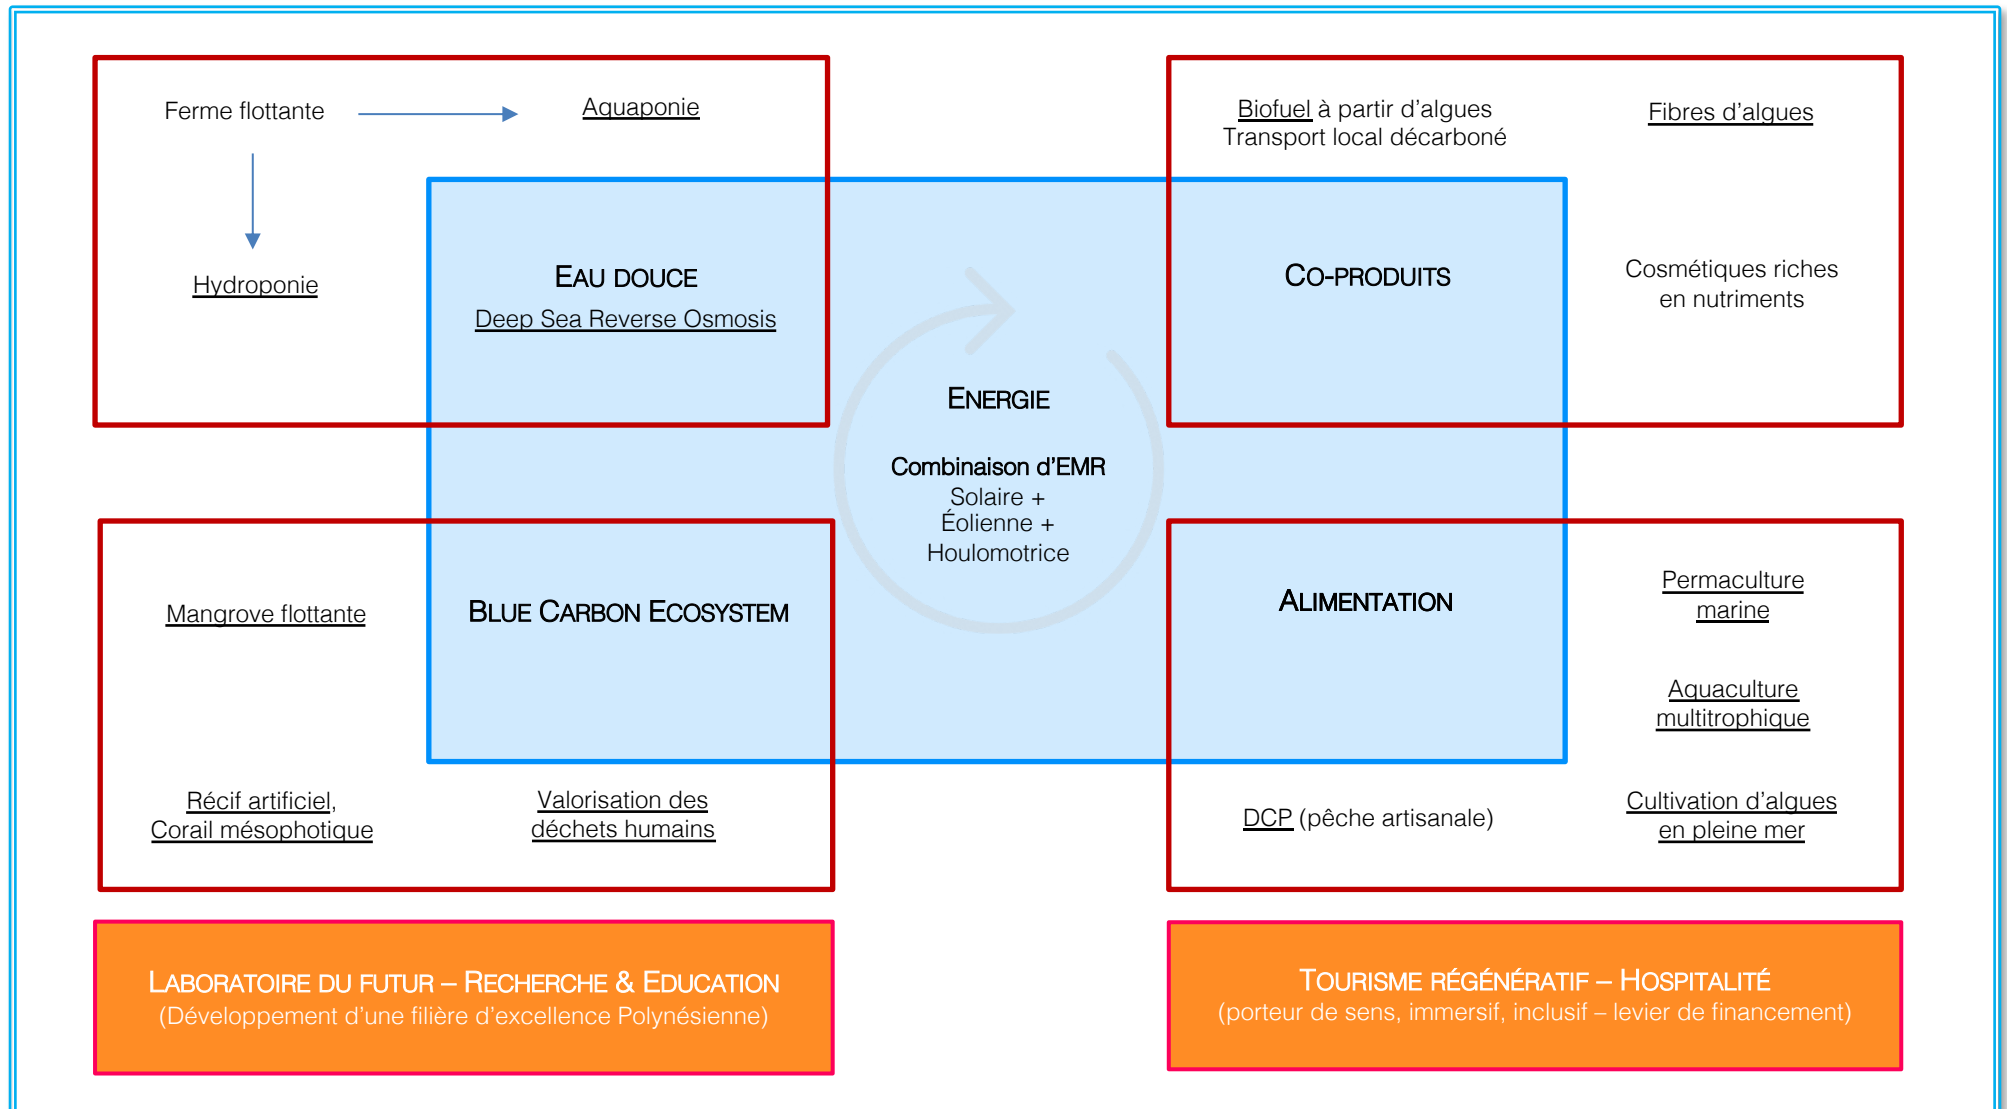 Ferme flottante
Aquaponie
Hydroponie
EAU DOUCE
Deep Sea Reverse Osmosis
Biofuel à partir d'algues
Transport local décarboné
Fibres d'algues
CO-PRODUITS
Cosmétiques riches
en nutriments
ENERGIE
Combinaison d'EMR
Solaire +
Éolienne +
Houlomotrice
Mangrove flottante
BLUE CARBON ECOSYSTEM
Récif artificiel,
Corail mésophotique
Valorisation des
déchets humains
ALIMENTATION
Permaculture
marine
Aquaculture
multitrophique
DCP (pêche artisanale)
Cultivation d'algues
en pleine mer
LABORATOIRE DU FUTUR – RECHERCHE & EDUCATION
(Développement d'une filière d'excellence Polynésienne)
TOURISME RÉGÉNÉRATIF – HOSPITALITÉ
(porteur de sens, immersif, inclusif – levier de financement)